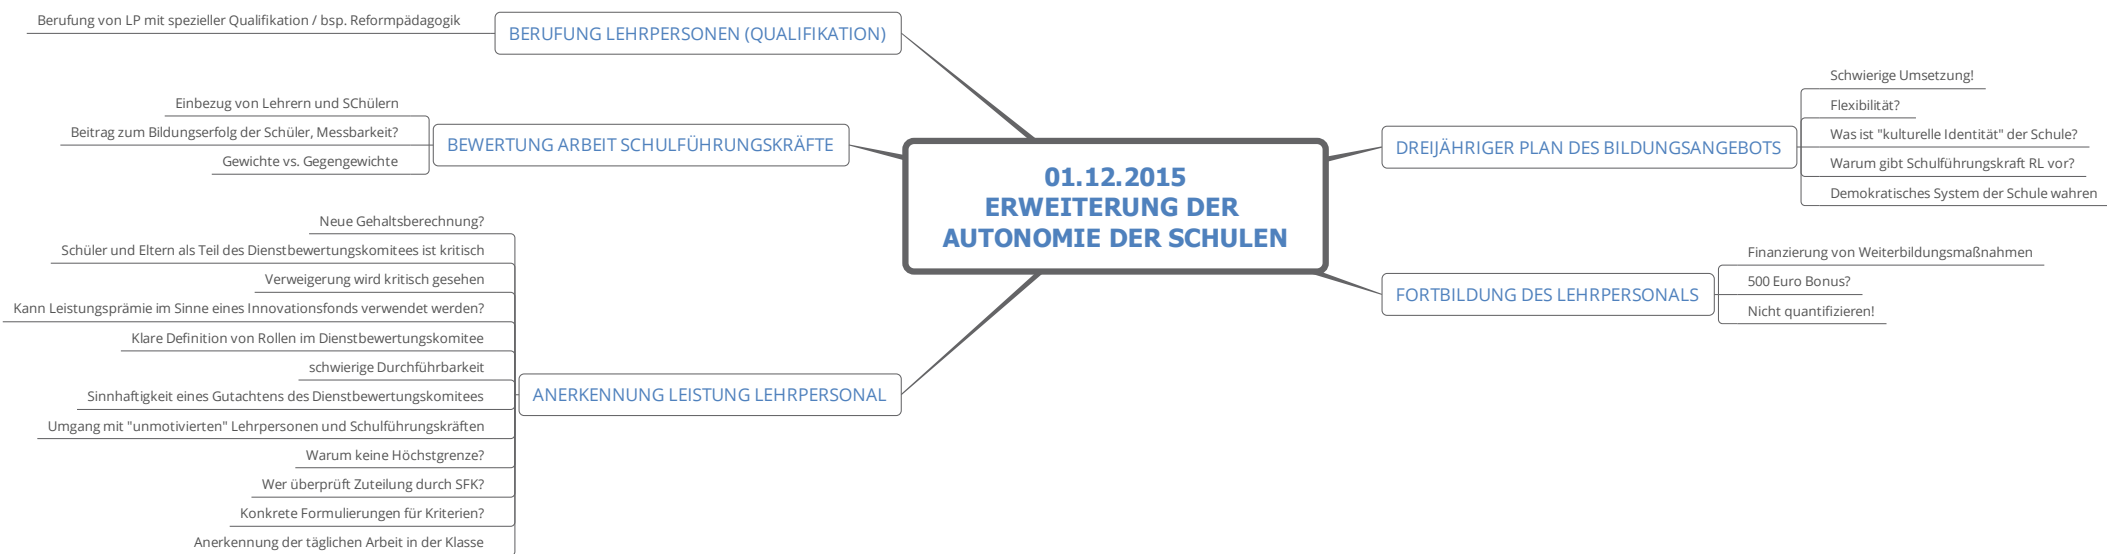 01.12.2015
ERWEITERUNG DER
AUTONOMIE DER SCHULEN
BERUFUNG LEHRPERSONEN (QUALIFIKATION)
Berufung von LP mit spezieller Qualifikation / bsp. Reformpädagogik
BEWERTUNG ARBEIT SCHULFÜHRUNGSKRÄFTE
Einbezug von Lehrern und SChülern
Beitrag zum Bildungserfolg der Schüler, Messbarkeit?
Gewichte vs. Gegengewichte
ANERKENNUNG LEISTUNG LEHRPERSONAL
Neue Gehaltsberechnung?
Schüler und Eltern als Teil des Dienstbewertungskomitees ist kritisch
Verweigerung wird kritisch gesehen
Kann Leistungsprämie im Sinne eines Innovationsfonds verwendet werden?
Klare Definition von Rollen im Dienstbewertungskomitee
schwierige Durchführbarkeit
Sinnhaftigkeit eines Gutachtens des Dienstbewertungskomitees
Umgang mit "unmotivierten" Lehrpersonen und Schulführungskräften
Warum keine Höchstgrenze?
Wer überprüft Zuteilung durch SFK?
Konkrete Formulierungen für Kriterien?
Anerkennung der täglichen Arbeit in der Klasse
DREIJÄHRIGER PLAN DES BILDUNGSANGEBOTS
Schwierige Umsetzung!
Flexibilität?
Was ist "kulturelle Identität" der Schule?
Warum gibt Schulführungskraft RL vor?
Demokratisches System der Schule wahren
FORTBILDUNG DES LEHRPERSONALS
Finanzierung von Weiterbildungsmaßnahmen
500 Euro Bonus?
Nicht quantifizieren!